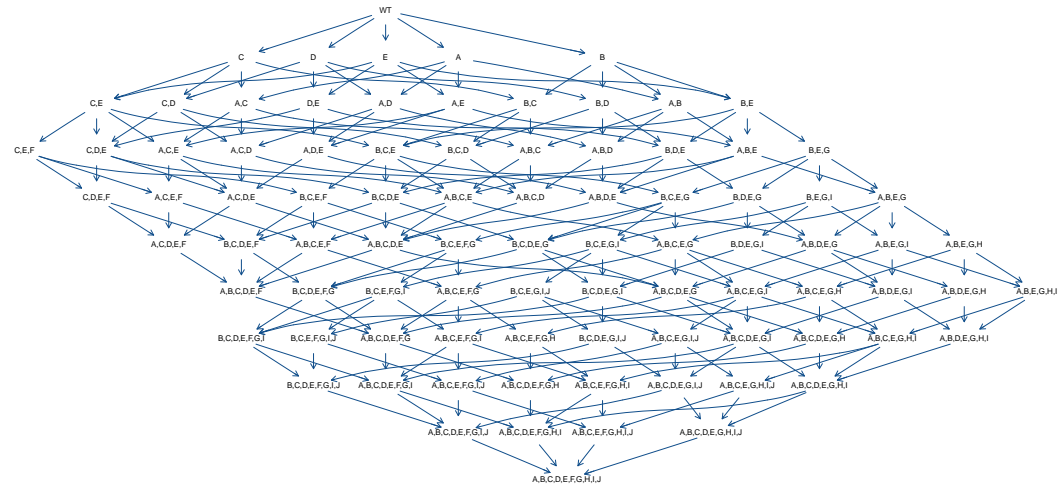 WT
C D E A B
C,E C,D A,C D,E A,D A,E B,C B,D A,B B,E
C,E,F C,D,E A,C,E A,C,D A,D,E B,C,E B,C,D A,B,C A,B,D B,D,E A,B,E B,E,G
C,D,E,F A,C,E,F A,C,D,E B,C,E,F B,C,D,E A,B,C,E A,B,C,D A,B,D,E B,C,E,G B,D,E,G B,E,G,I A,B,E,G
A,C,D,E,F B,C,D,E,F A,B,C,E,F A,B,C,D,E B,C,E,F,G B,C,D,E,G B,C,E,G,I A,B,C,E,G B,D,E,G,I A,B,D,E,G A,B,E,G,I A,B,E,G,H
A,B,C,D,E,F B,C,D,E,F,G B,C,E,F,G,I A,B,C,E,F,G B,C,E,G,I,J B,C,D,E,G,I A,B,C,D,E,G A,B,C,E,G,I A,B,C,E,G,H A,B,D,E,G,I A,B,D,E,G,H A,B,E,G,H,I
B,C,D,E,F,G,I B,C,E,F,G,I,J A,B,C,D,E,F,G A,B,C,E,F,G,I A,B,C,E,F,G,H B,C,D,E,G,I,J A,B,C,E,G,I,J A,B,C,D,E,G,I A,B,C,D,E,G,H A,B,C,E,G,H,I A,B,D,E,G,H,I
B,C,D,E,F,G,I,J A,B,C,D,E,F,G,I A,B,C,E,F,G,I,J A,B,C,D,E,F,G,H A,B,C,E,F,G,H,I A,B,C,D,E,G,I,J A,B,C,E,G,H,I,J A,B,C,D,E,G,H,I
A,B,C,D,E,F,G,I,J A,B,C,D,E,F,G,H,I A,B,C,E,F,G,H,I,J A,B,C,D,E,G,H,I,J
A,B,C,D,E,F,G,H,I,J